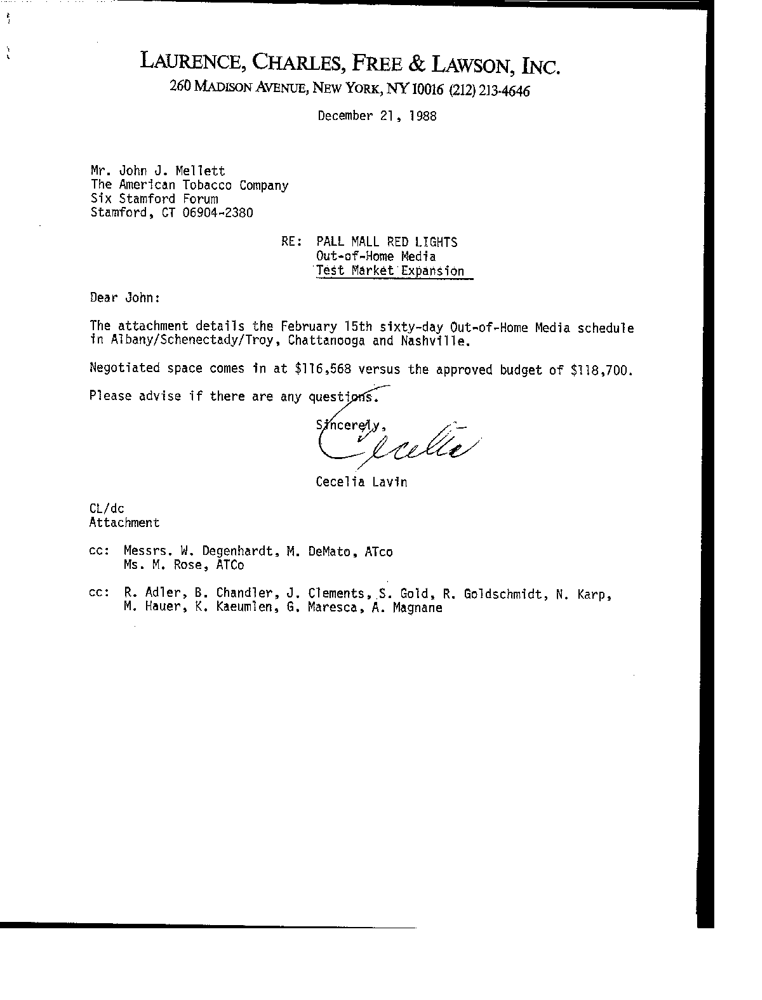 LAURENCE, CHARLES, FREE & LAWSON, INC.
260 MADISON AVENUE, NEW YORK, NY 10016 (212) 213-4646
December 21, 1988
Mr. John J. Mellett
The American Tobacco Company
Six Stamford Forum
Stamford, CT 06904-2380
RE: PALL MALL RED LIGHTS
Out-of-Home Media
Test Market Expansion
Dear John:
The attachment details the February 15th sixty-day Out-of-Home Media schedule
in Albany/Schenectady/Troy, Chattanooga and Nashville.
Negotiated space comes in at $116,568 versus the approved budget of $118,700.
Please advise if there are any questions.
Sincerely,
Cecelia
Cecelia Lavin
CL/dc
Attachment
cc: Messrs. W. Degenhardt, M. DeMato, ATco
Ms. M. Rose, ATCo
cc: R. Adler, B. Chandler, J. Clements, S. Gold, R. Goldschmidt, N. Karp,
M. Hauer, K. Kaeumlen, G. Maresca, A. Magnane